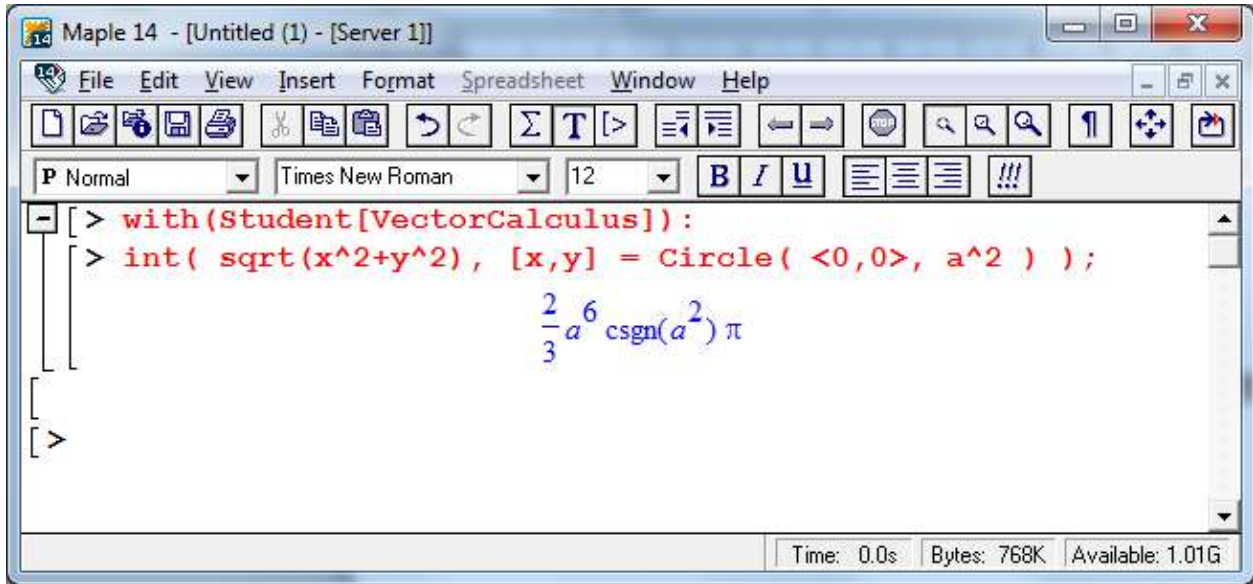 Maple 14 - [Untitled (1) - [Server 1]]
File Edit View Insert Format Spreadsheet Window Help
Σ T [> STOP ¶
P Normal Times New Roman 12 B I U !!!
[> with(Student[VectorCalculus]):
[> int( sqrt(x^2+y^2), [x,y] = Circle( <0,0>, a^2 ) );
2/3 a^6 csgn(a^2) π
[>
Time: 0.0s Bytes: 768K Available: 1.01G